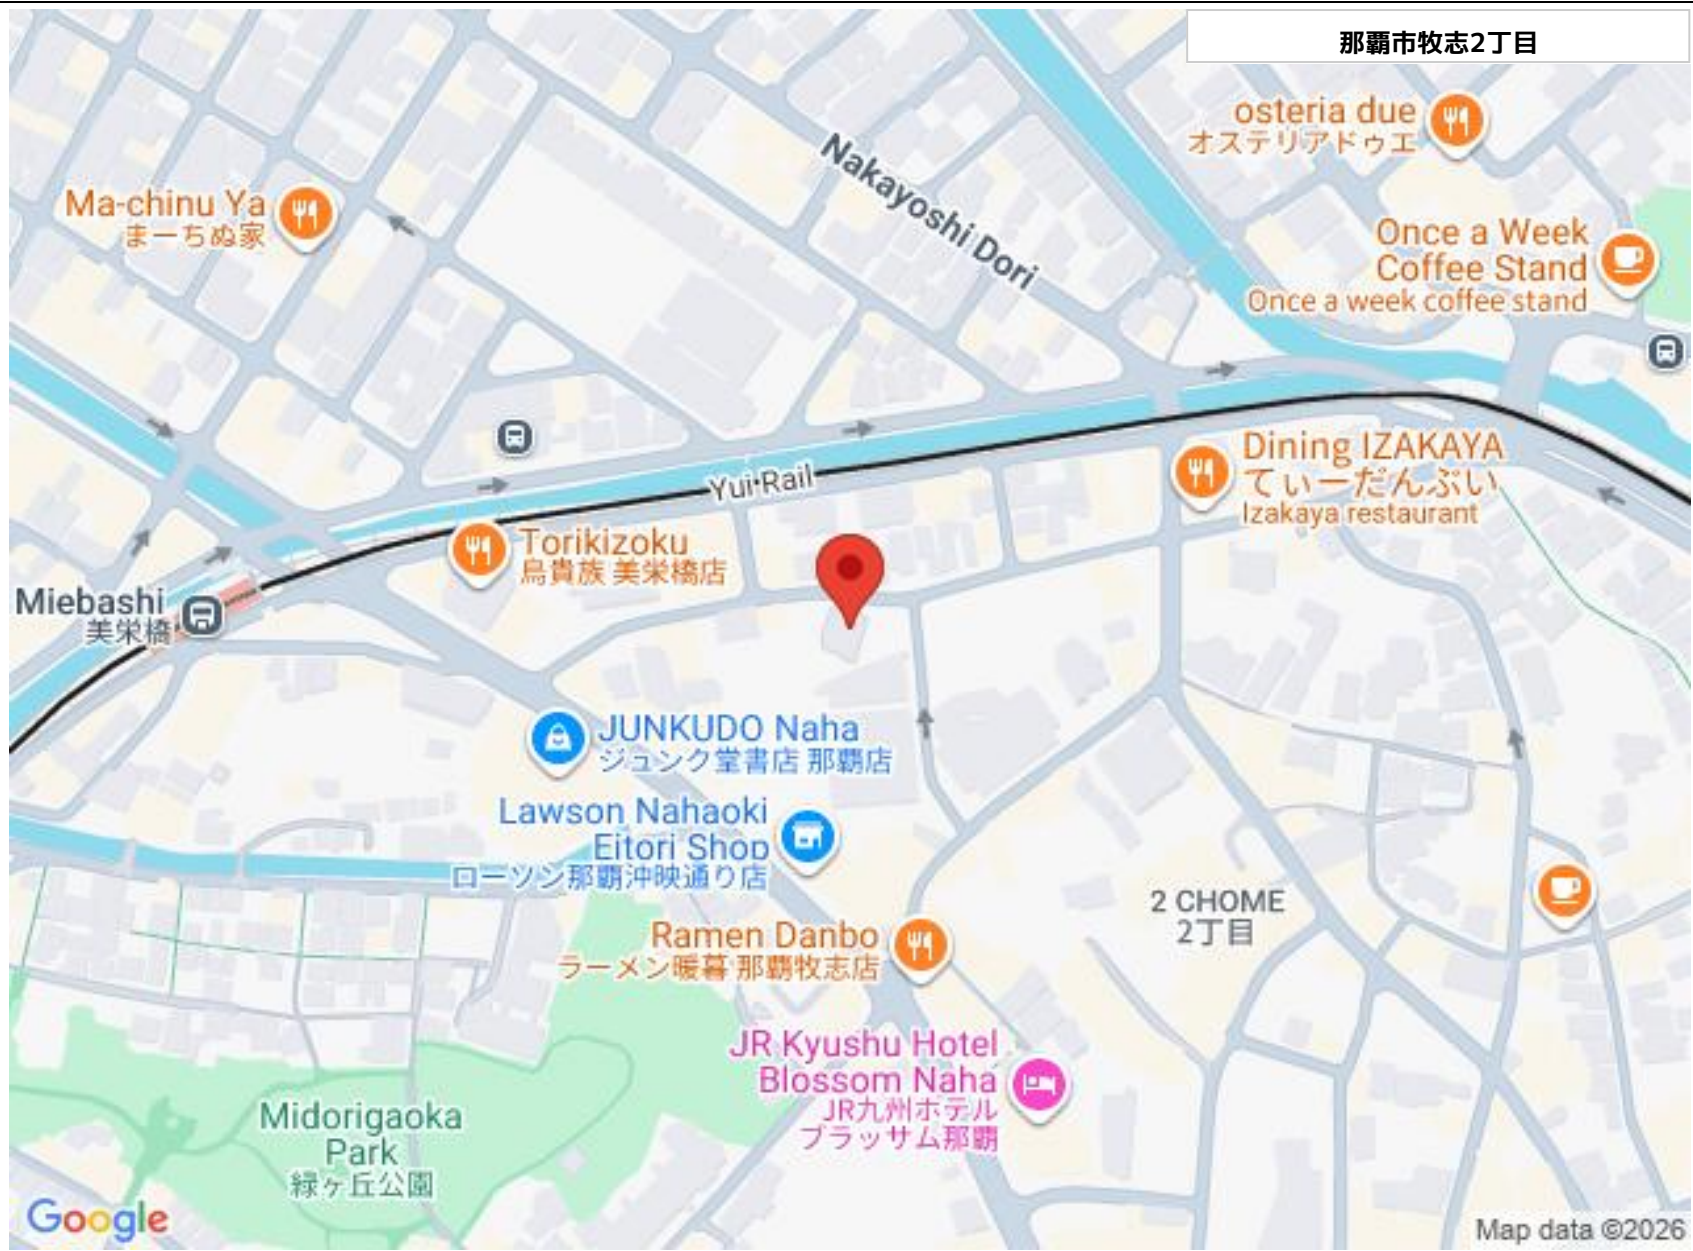 那覇市牧志2丁目
osteria due
オステリアドゥエ
Nakayoshi Dori
Ma-chinu Ya
まーちぬ家
Once a Week
Coffee Stand
Once a week coffee stand
Dining IZAKAYA
てぃーだんぶい
Izakaya restaurant
Yui Rail
Torikizoku
鳥貴族 美栄橋店
Miebashi
美栄橋
JUNKUDO Naha
ジュンク堂書店 那覇店
Lawson Nahaoki
Eitori Shop
ローソン那覇沖映通り店
2 CHOME
2丁目
Ramen Danbo
ラーメン暖暮 那覇牧志店
JR Kyushu Hotel
Blossom Naha
JR九州ホテル
ブラッサム那覇
Midorigaoka
Park
緑ヶ丘公園
Google
Map data ©2026